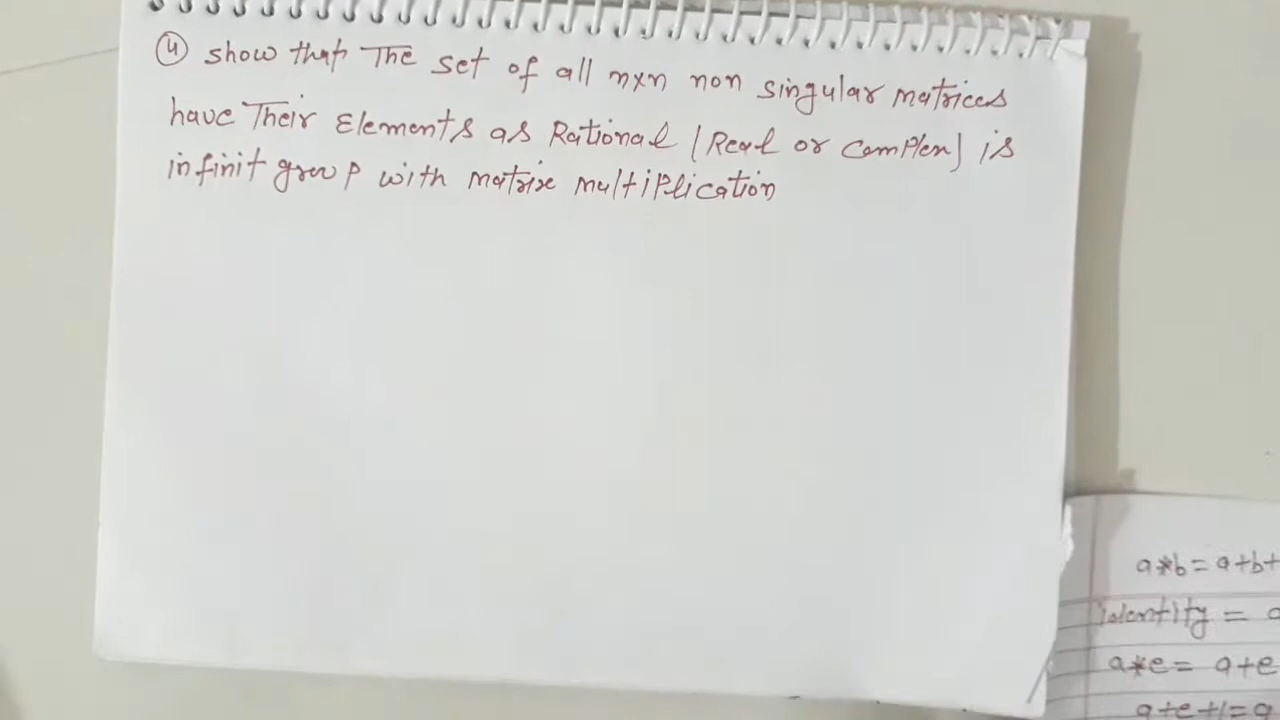 ④ show that The set of all nxn non singular matrices
have Their Elements as Rational (Real or complex) is
infinit group with matrix multiplication
a*b = a+b+
identity =
a*e = a+e
a+e+1=a